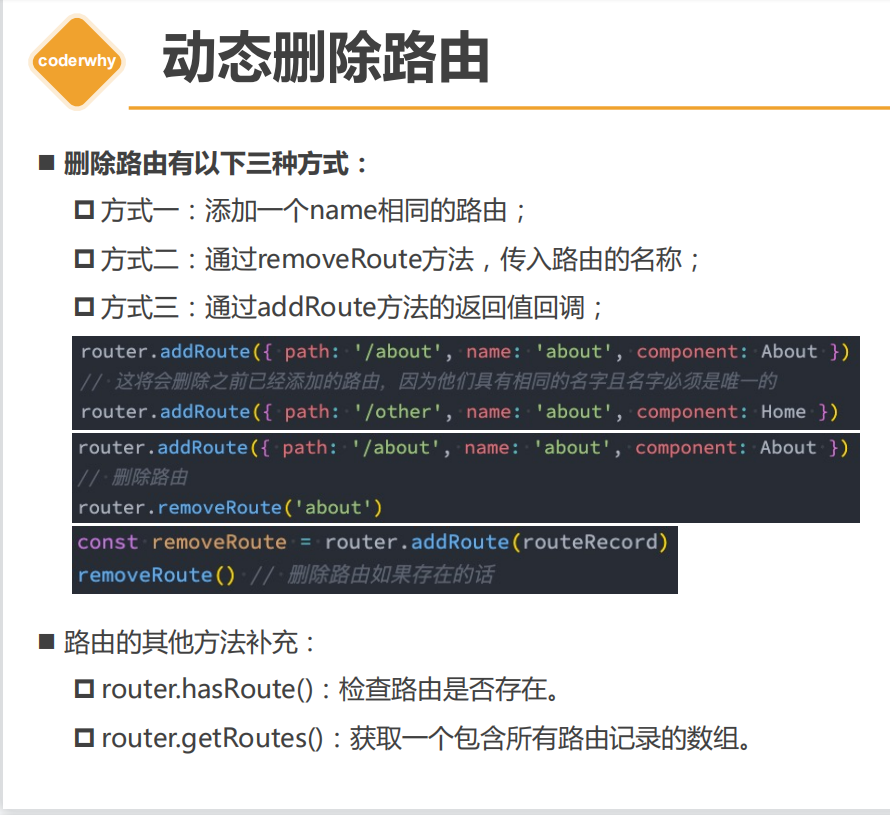 coderwhy
动态删除路由
删除路由有以下三种方式：
方式一：添加一个name相同的路由；
方式二：通过removeRoute方法，传入路由的名称；
方式三：通过addRoute方法的返回值回调；
router.addRoute({ path: '/about', name: 'about', component: About })
// 这将会删除之前已经添加的路由，因为他们具有相同的名字且名字必须是唯一的
router.addRoute({ path: '/other', name: 'about', component: Home })
router.addRoute({ path: '/about', name: 'about', component: About })
// 删除路由
router.removeRoute('about')
const removeRoute = router.addRoute(routeRecord)
removeRoute() // 删除路由如果存在的话
路由的其他方法补充：
router.hasRoute()：检查路由是否存在。
router.getRoutes()：获取一个包含所有路由记录的数组。